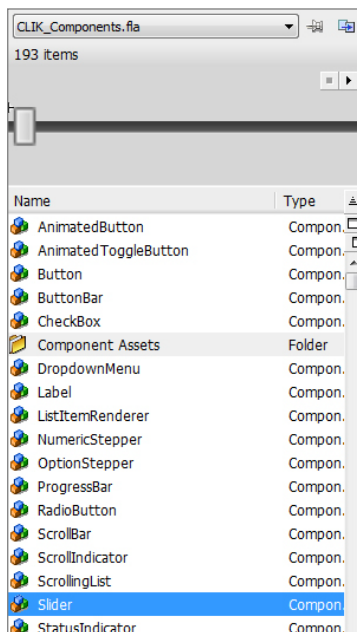 CLIK_Components.fla
193 items
Name Type
AnimatedButton Compon.
AnimatedToggleButton Compon.
Button Compon.
ButtonBar Compon.
CheckBox Compon.
Component Assets Folder
DropdownMenu Compon.
Label Compon.
ListItemRenderer Compon.
NumericStepper Compon.
OptionStepper Compon.
ProgressBar Compon.
RadioButton Compon.
ScrollBar Compon.
ScrollIndicator Compon.
ScrollingList Compon.
Slider Compon.
StatusIndicator Compon.